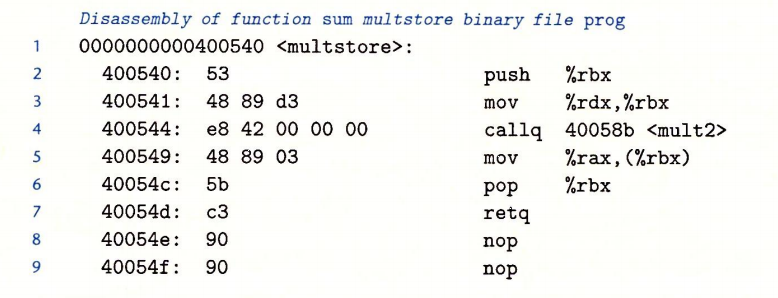 Disassembly of function sum multstore binary file prog
1 0000000000400540 <multstore>:
2 400540: 53 push %rbx
3 400541: 48 89 d3 mov %rdx,%rbx
4 400544: e8 42 00 00 00 callq 40058b <mult2>
5 400549: 48 89 03 mov %rax,(%rbx)
6 40054c: 5b pop %rbx
7 40054d: c3 retq
8 40054e: 90 nop
9 40054f: 90 nop